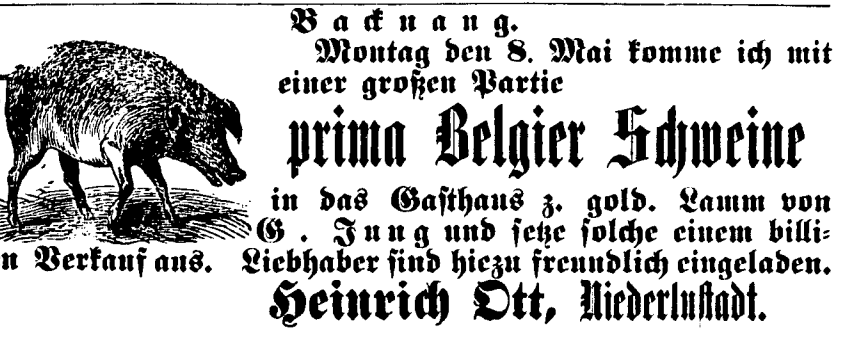 Backnang.
Montag den 8. Mai komme ich mit
einer großen Partie
prima Belgier Schweine
in das Gasthaus z. gold. Lamm von
G. Jung und setze solche einem billi-
n Verkauf aus. Liebhaber sind hiezu freundlich eingeladen.
Heinrich Ott,